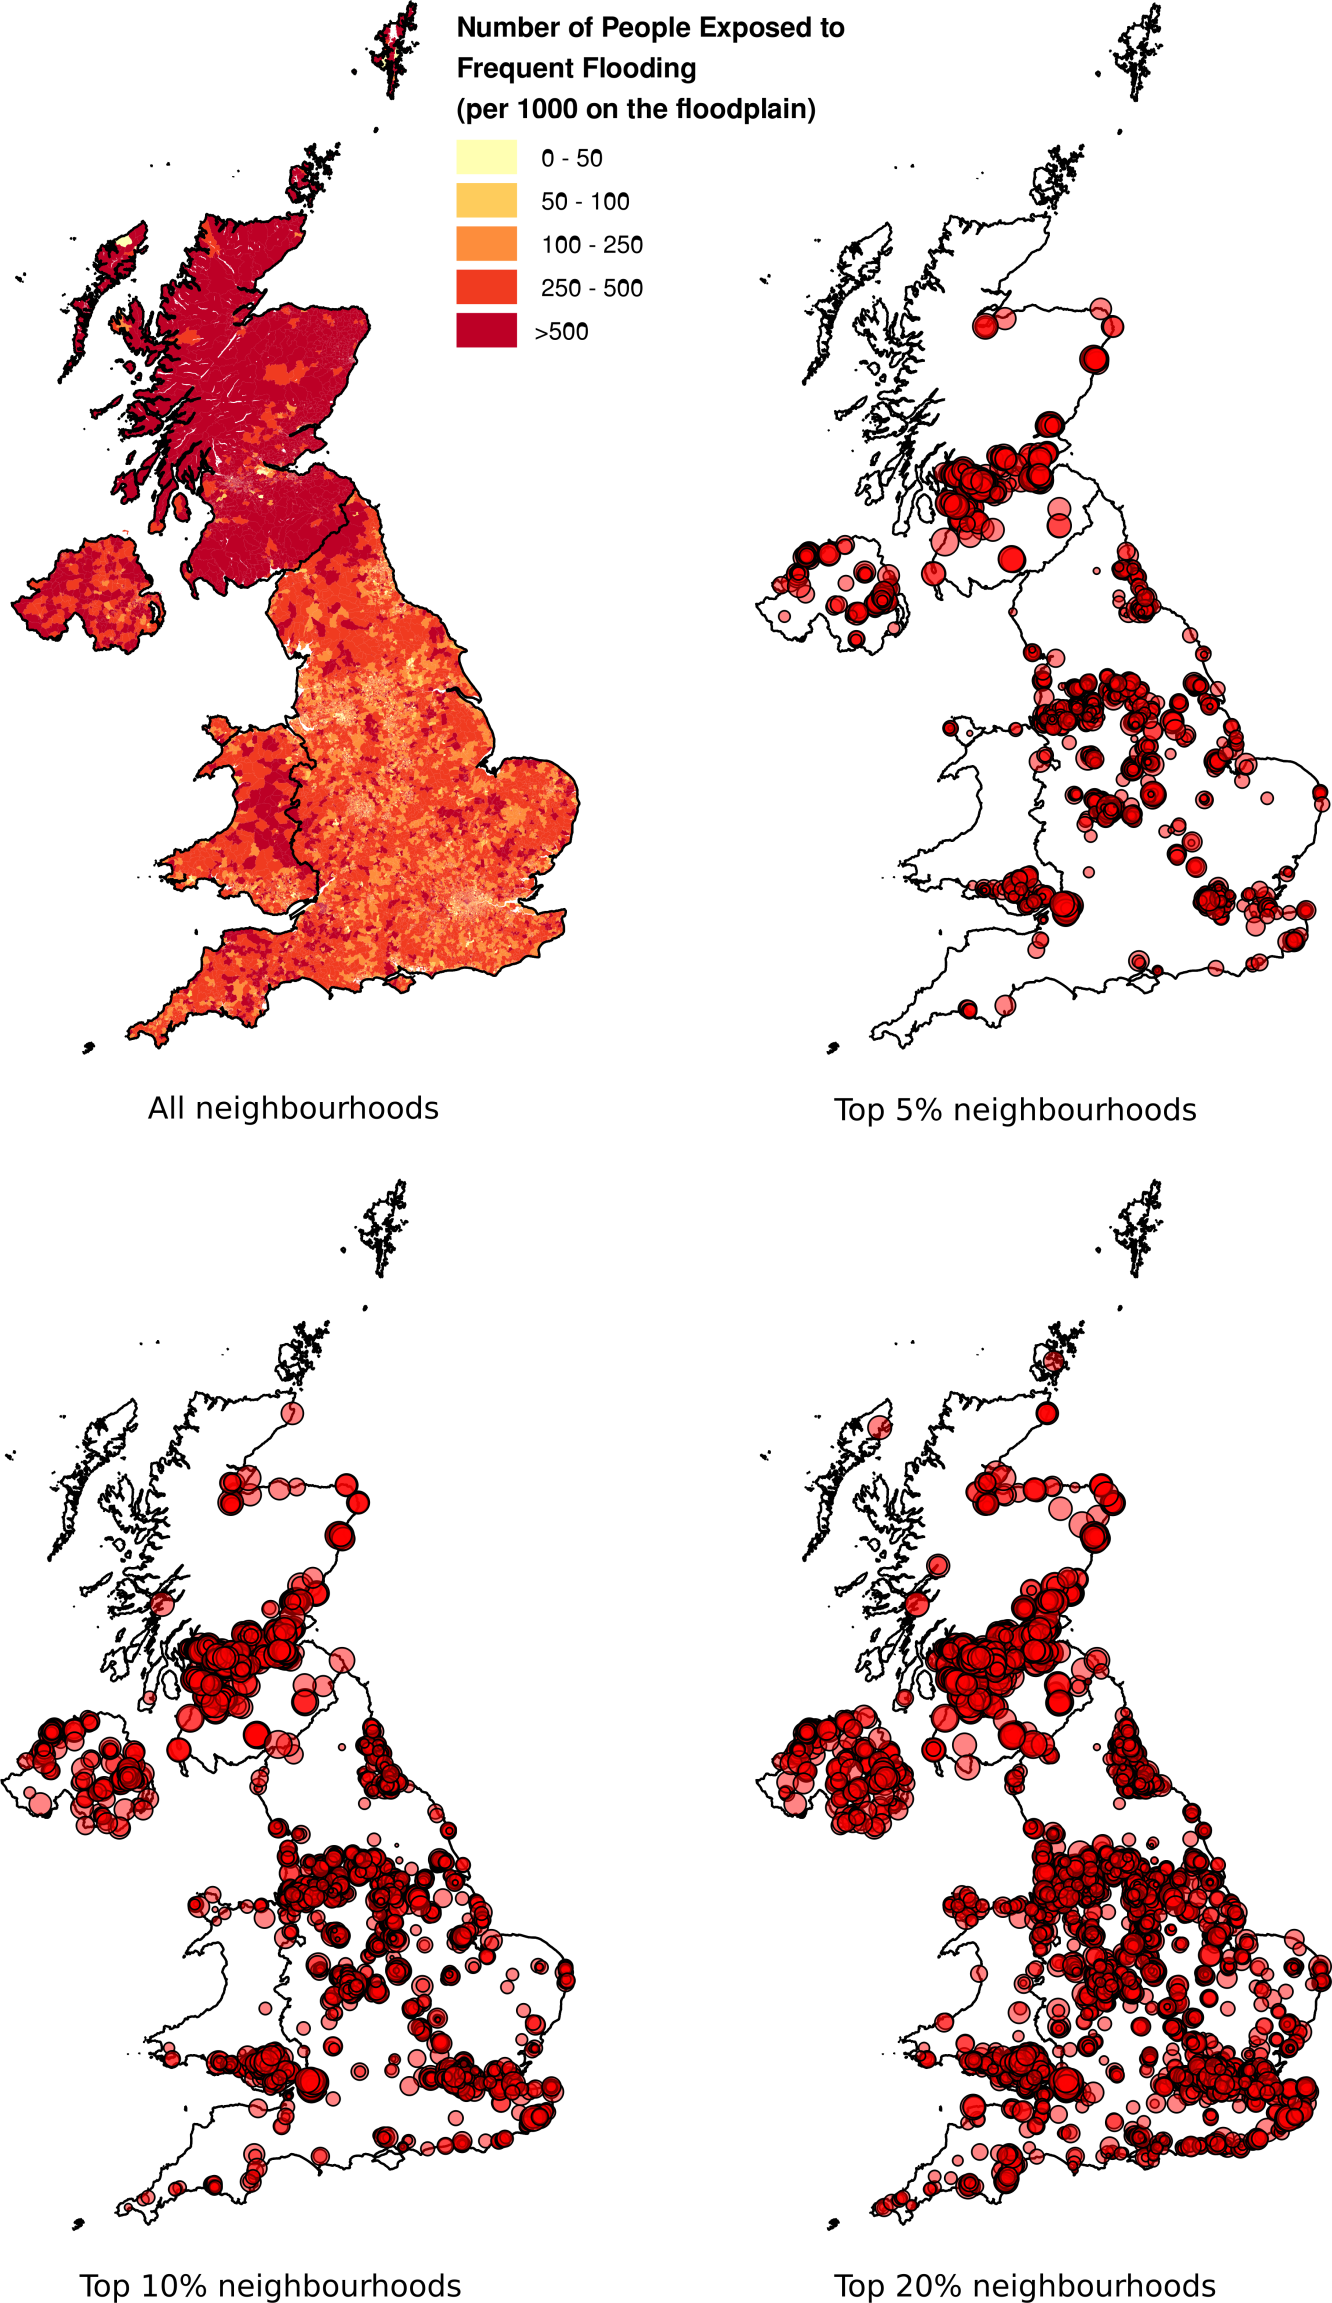 Number of People Exposed to
Frequent Flooding
(per 1000 on the floodplain)
0 - 50
50 - 100
100 - 250
250 - 500
>500
All neighbourhoods
Top 5% neighbourhoods
Top 10% neighbourhoods
Top 20% neighbourhoods